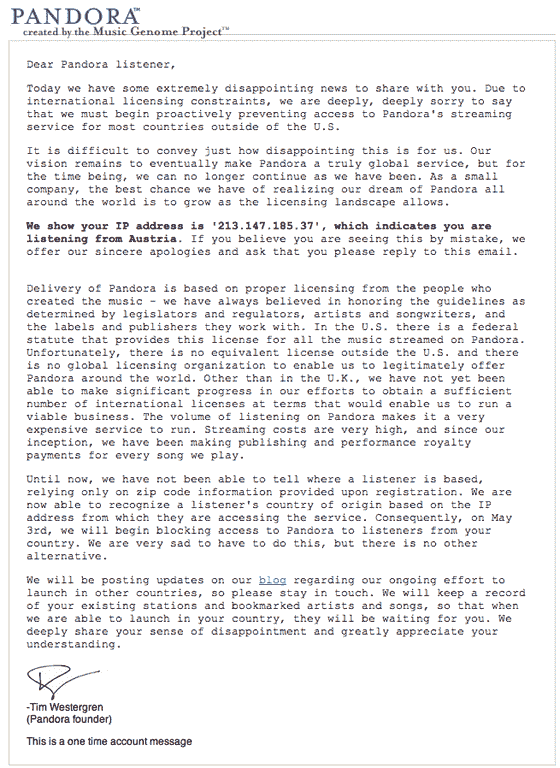 PANDORA™
created by the Music Genome Project™
Dear Pandora listener,
Today we have some extremely disappointing news to share with you. Due to
international licensing constraints, we are deeply, deeply sorry to say
that we must begin proactively preventing access to Pandora's streaming
service for most countries outside of the U.S.
It is difficult to convey just how disappointing this is for us. Our
vision remains to eventually make Pandora a truly global service, but for
the time being, we can no longer continue as we have been. As a small
company, the best chance we have of realizing our dream of Pandora all
around the world is to grow as the licensing landscape allows.
We show your IP address is '213.147.185.37', which indicates you are
listening from Austria. If you believe you are seeing this by mistake, we
offer our sincere apologies and ask that you please reply to this email.
Delivery of Pandora is based on proper licensing from the people who
created the music - we have always believed in honoring the guidelines as
determined by legislators and regulators, artists and songwriters, and
the labels and publishers they work with. In the U.S. there is a federal
statute that provides this license for all the music streamed on Pandora.
Unfortunately, there is no equivalent license outside the U.S. and there
is no global licensing organization to enable us to legitimately offer
Pandora around the world. Other than in the U.K., we have not yet been
able to make significant progress in our efforts to obtain a sufficient
number of international licenses at terms that would enable us to run a
viable business. The volume of listening on Pandora makes it a very
expensive service to run. Streaming costs are very high, and since our
inception, we have been making publishing and performance royalty
payments for every song we play.
Until now, we have not been able to tell where a listener is based,
relying only on zip code information provided upon registration. We are
now able to recognize a listener's country of origin based on the IP
address from which they are accessing the service. Consequently, on May
3rd, we will begin blocking access to Pandora to listeners from your
country. We are very sad to have to do this, but there is no other
alternative.
We will be posting updates on our blog regarding our ongoing effort to
launch in other countries, so please stay in touch. We will keep a record
of your existing stations and bookmarked artists and songs, so that when
we are able to launch in your country, they will be waiting for you. We
deeply share your sense of disappointment and greatly appreciate your
understanding.
-Tim Westergren
(Pandora founder)
This is a one time account message